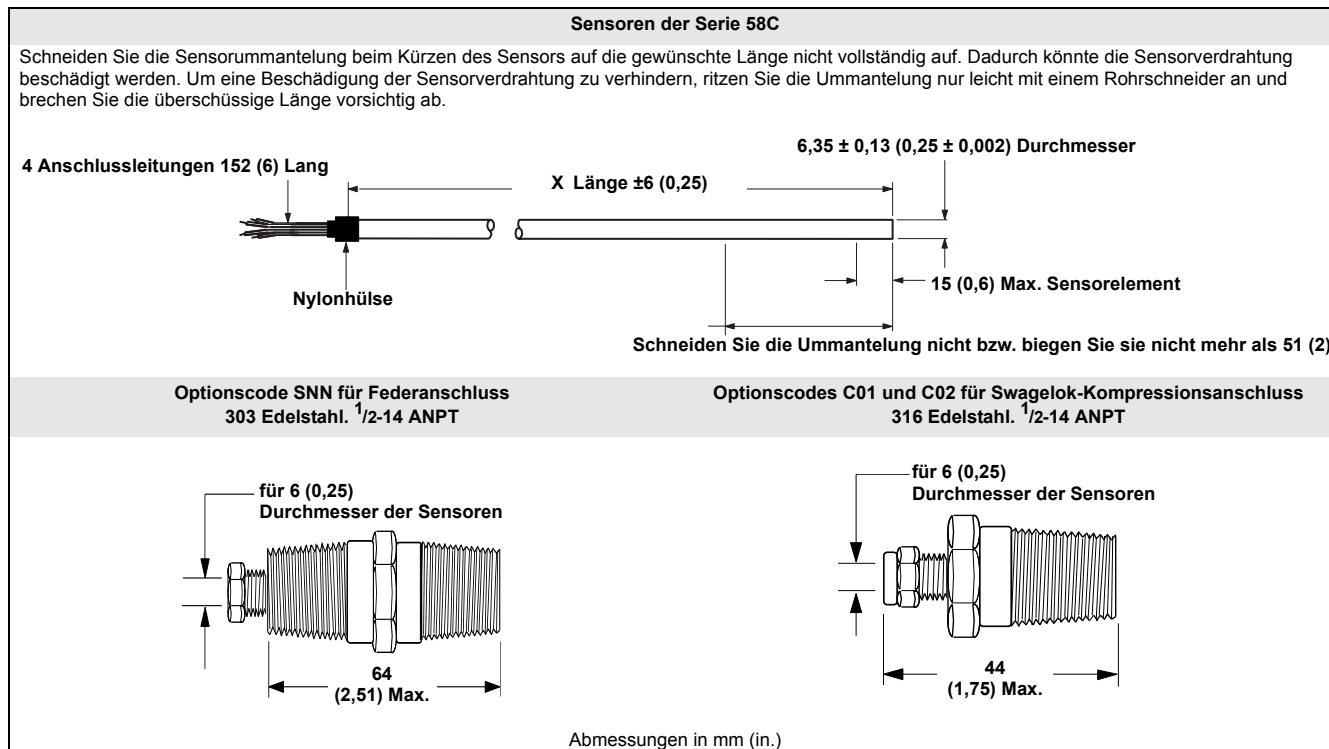 Sensoren der Serie 58C
Schneiden Sie die Sensorummantelung beim Kürzen des Sensors auf die gewünschte Länge nicht vollständig auf. Dadurch könnte die Sensorverdrahtung
beschädigt werden. Um eine Beschädigung der Sensorverdrahtung zu verhindern, ritzen Sie die Ummantelung nur leicht mit einem Rohrschneider an und
brechen Sie die überschüssige Länge vorsichtig ab.
6,35 ± 0,13 (0,25 ± 0,002) Durchmesser
4 Anschlussleitungen 152 (6) Lang
X Länge ±6 (0,25)
15 (0,6) Max. Sensorelement
Nylonhülse
Schneiden Sie die Ummantelung nicht bzw. biegen Sie sie nicht mehr als 51 (2)
Optionscode SNN für Federanschluss
303 Edelstahl. 1/2-14 ANPT
Optionscodes C01 und C02 für Swagelok-Kompressionsanschluss
316 Edelstahl. 1/2-14 ANPT
für 6 (0,25)
Durchmesser der Sensoren
64
(2,51) Max.
für 6 (0,25)
Durchmesser der Sensoren
44
(1,75) Max.
Abmessungen in mm (in.)